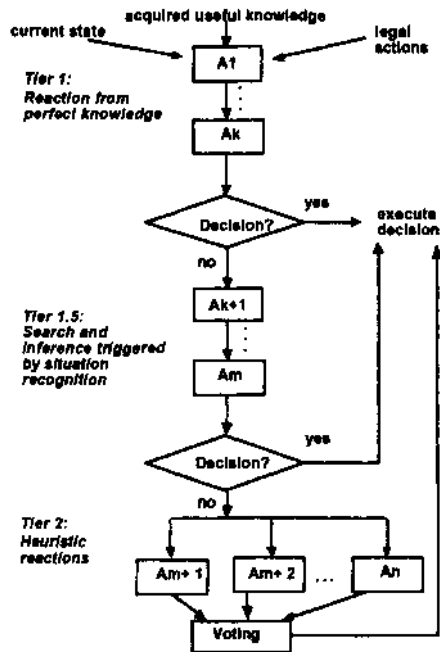 acquired useful knowledge
current state
legal
actions
A1
Tier 1:
Reaction from
perfect knowledge
Ak
yes
Decision?
execute
decision
no
Ak+1
Tier 1.5:
Search and
inference triggered
by situation
recognition
Am
yes
Decision?
no
Tier 2:
Heuristic
reactions
Am+ 1
Am+ 2
...
An
Voting